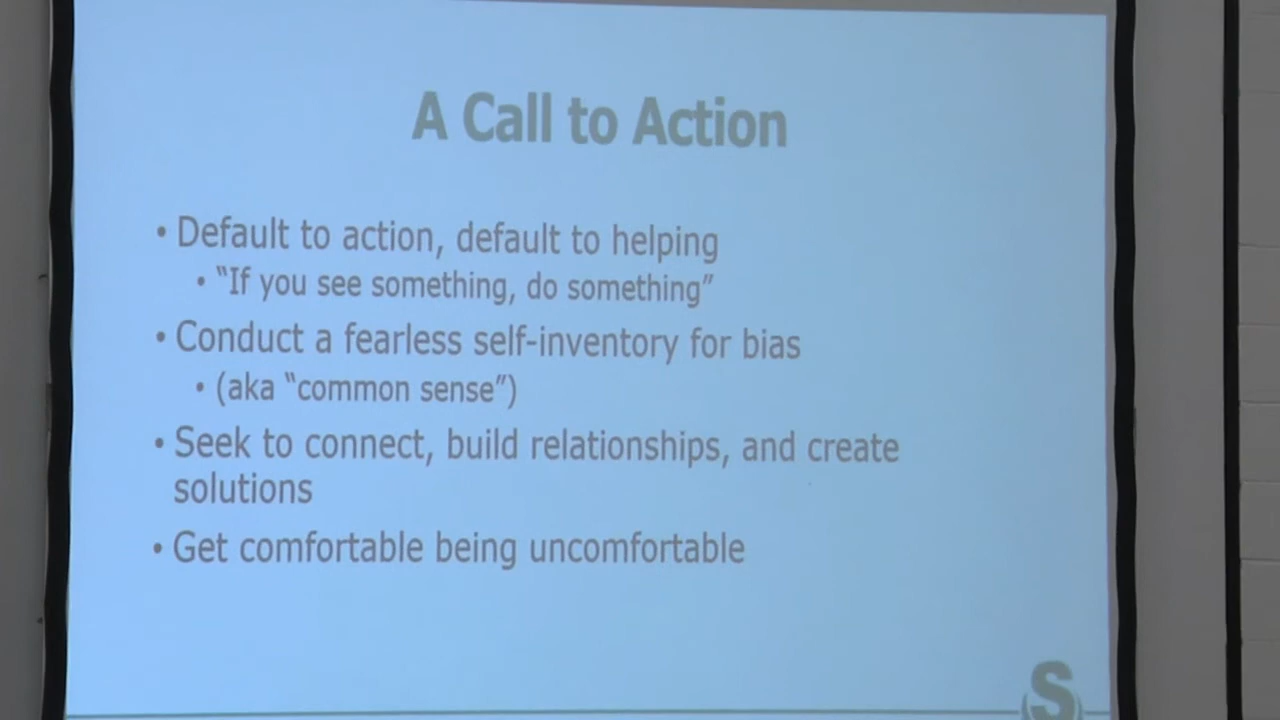 A Call to Action
• Default to action, default to helping
• “If you see something, do something”
• Conduct a fearless self-inventory for bias
• (aka “common sense”)
• Seek to connect, build relationships, and create
solutions
• Get comfortable being uncomfortable
S